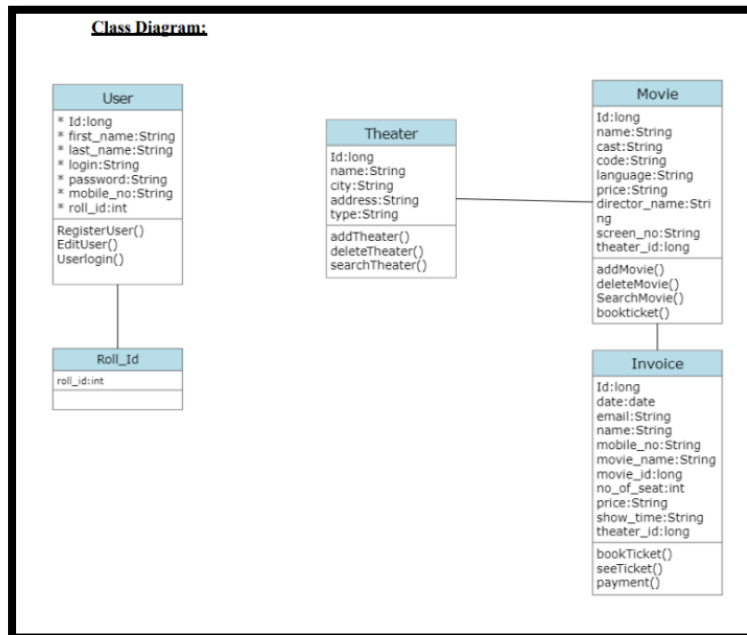 Class Diagram:
User
* Id:long
* first_name:String
* last_name:String
* login:String
* password:String
* mobile_no:String
* roll_id:int
RegisterUser()
EditUser()
Userlogin()
Roll_Id
roll_id:int
Theater
Id:long
name:String
city:String
address:String
type:String
addTheater()
deleteTheater()
searchTheater()
Movie
Id:long
name:String
cast:String
code:String
language:String
price:String
director_name:Stri
ng
screen_no:String
theater_id:long
addMovie()
deleteMovie()
SearchMovie()
bookticket()
Invoice
Id:long
date:date
email:String
name:String
mobile_no:String
movie_name:String
movie_id:long
no_of_seat:int
price:String
show_time:String
theater_id:long
bookTicket()
seeTicket()
payment()